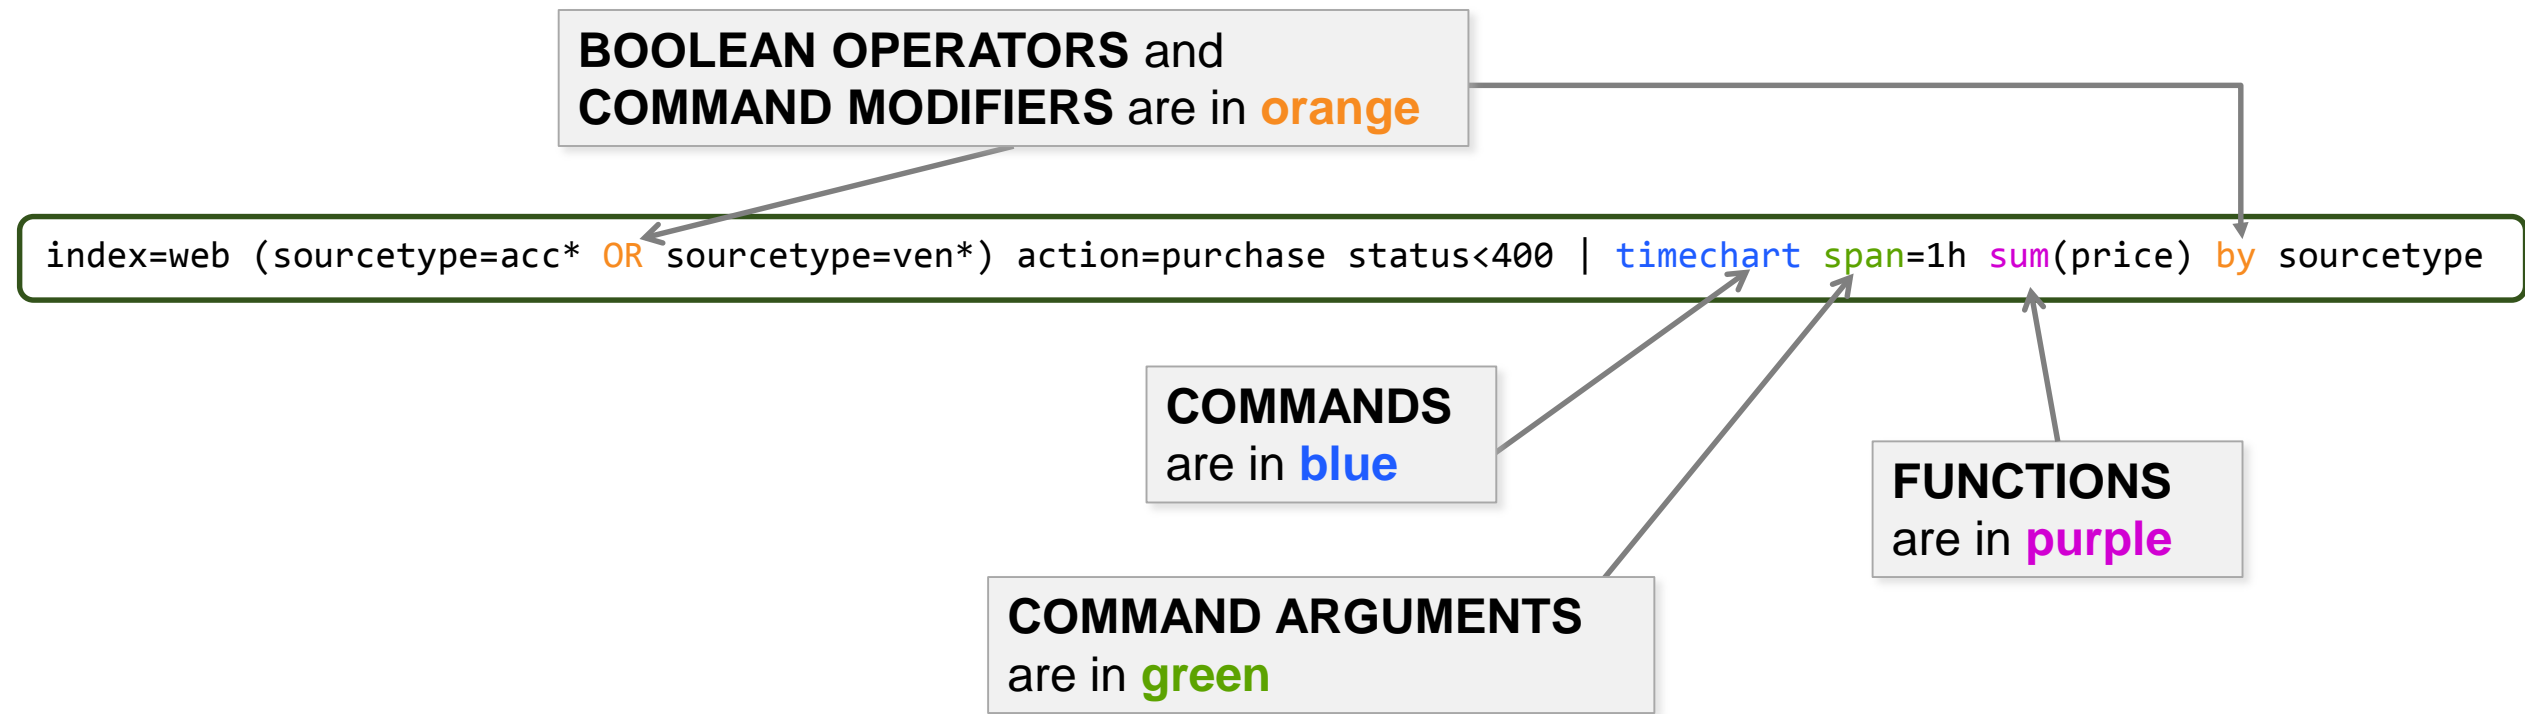 BOOLEAN OPERATORS and
COMMAND MODIFIERS are in orange
index=web (sourcetype=acc* OR sourcetype=ven*) action=purchase status<400 | timechart span=1h sum(price) by sourcetype
COMMANDS
are in blue
FUNCTIONS
are in purple
COMMAND ARGUMENTS
are in green